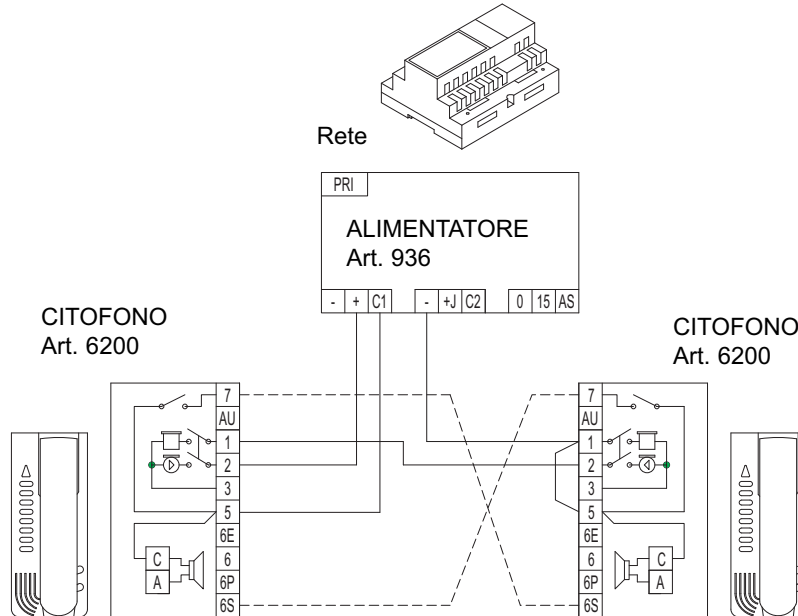 Rete
PRI
ALIMENTATORE
Art. 936
- + C1 - +J C2 0 15 AS
CITOFONO
Art. 6200
CITOFONO
Art. 6200
7
AU
1
2
3
5
6E
6
6P
6S
C
A
7
AU
1
2
3
5
6E
6
6P
6S
C
A